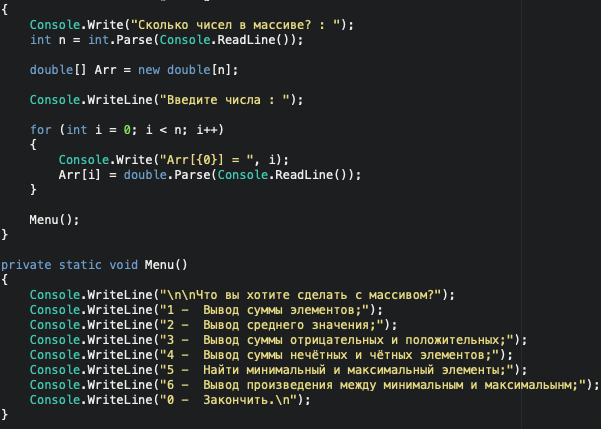 {
Console.Write("Сколько чисел в массиве? : ");
int n = int.Parse(Console.ReadLine());
double[] Arr = new double[n];
Console.WriteLine("Введите числа : ");
for (int i = 0; i < n; i++)
{
Console.Write("Arr[{0}] = ", i);
Arr[i] = double.Parse(Console.ReadLine());
}
Menu();
}
private static void Menu()
{
Console.WriteLine("\n\nЧто вы хотите сделать с массивом?");
Console.WriteLine("1 -  Вывод суммы элементов;");
Console.WriteLine("2 -  Вывод среднего значения;");
Console.WriteLine("3 -  Вывод суммы отрицательных и положительных;");
Console.WriteLine("4 -  Вывод суммы нечётных и чётных элементов;");
Console.WriteLine("5 -  Найти минимальный и максимальный элементы;");
Console.WriteLine("6 -  Вывод произведения между минимальным и максимальынм;");
Console.WriteLine("0 -  Закончить.\n");
}